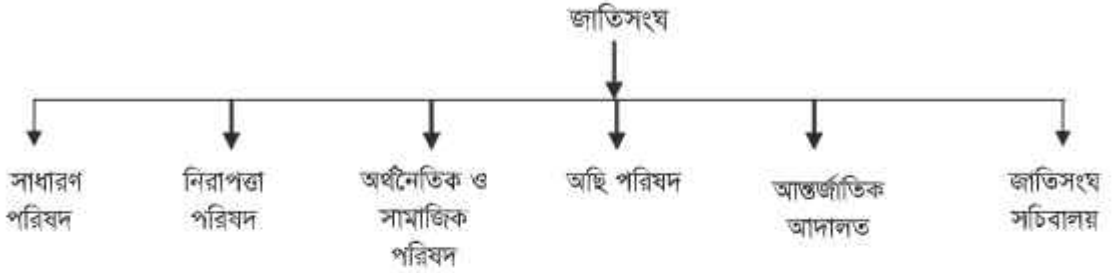 জাতিসংঘ
সাধারণ
পরিষদ
নিরাপত্তা
পরিষদ
অর্থনৈতিক ও
সামাজিক
পরিষদ
অছি পরিষদ
আন্তর্জাতিক
আদালত
জাতিসংঘ
সচিবালয়